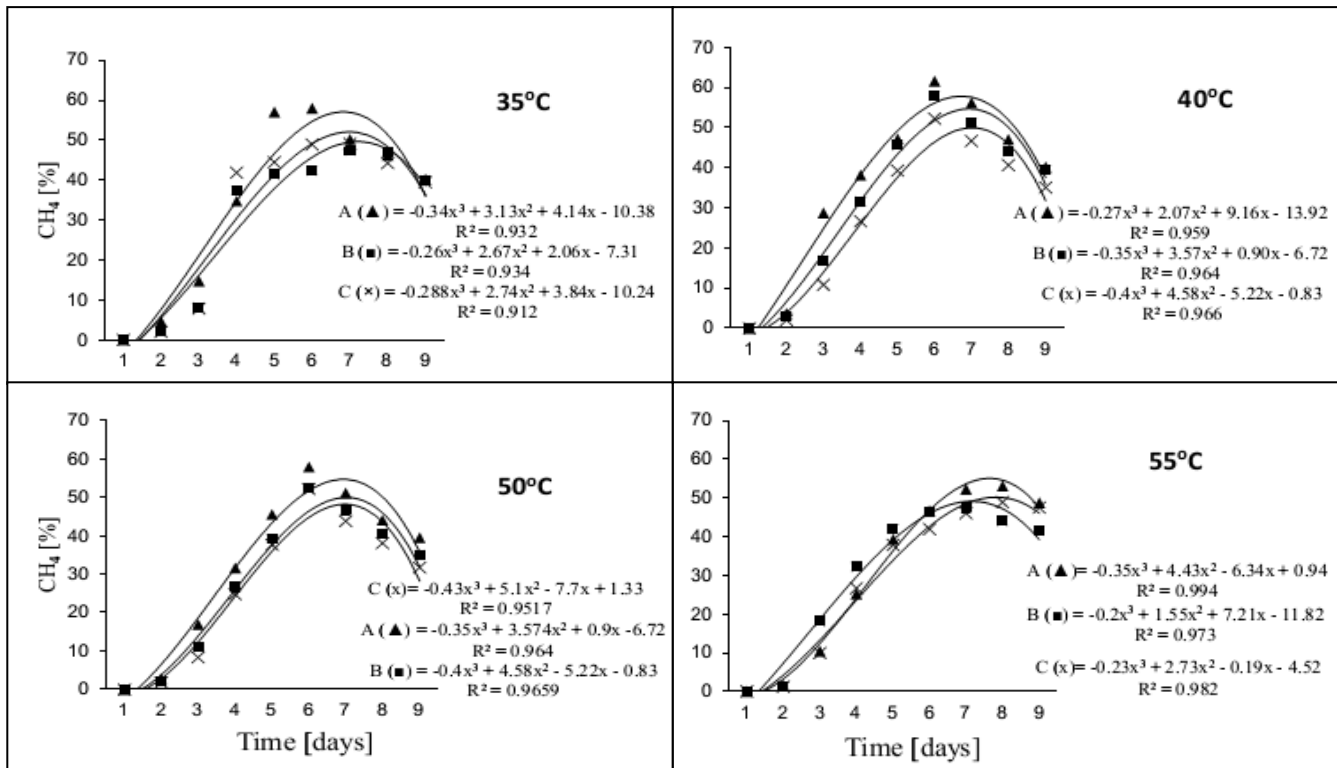 35°C
CH₄ [%]
70
60
50
40
30
20
10
0
A (▲) = -0.34x³ + 3.13x² + 4.14x - 10.38
R² = 0.932
B (■) = -0.26x³ + 2.67x² + 2.06x - 7.31
R² = 0.934
C (×) = -0.288x³ + 2.74x² + 3.84x - 10.24
R² = 0.912
1 2 3 4 5 6 7 8 9
40°C
70
60
50
40
30
20
10
0
A (▲) = -0.27x³ + 2.07x² + 9.16x - 13.92
R² = 0.959
B (■) = -0.35x³ + 3.57x² + 0.90x - 6.72
R² = 0.964
C (x) = -0.4x³ + 4.58x² - 5.22x - 0.83
R² = 0.966
1 2 3 4 5 6 7 8 9
50°C
CH₄ [%]
70
60
50
40
30
20
10
0
C (x)= -0.43x³ + 5.1x² - 7.7x + 1.33
R² = 0.9517
A (▲) = -0.35x³ + 3.574x² + 0.9x -6.72
R² = 0.964
B (■) = -0.4x³ + 4.58x² - 5.22x - 0.83
R² = 0.9659
1 2 3 4 5 6 7 8 9
Time [days]
55°C
70
60
50
40
30
20
10
0
A (▲)= -0.35x³ + 4.43x² - 6.34x + 0.94
R² = 0.994
B (■) = -0.2x³ + 1.55x² + 7.21x - 11.82
R² = 0.973
C (x) = -0.23x³ + 2.73x² - 0.19x - 4.52
R² = 0.982
1 2 3 4 5 6 7 8 9
Time [days]